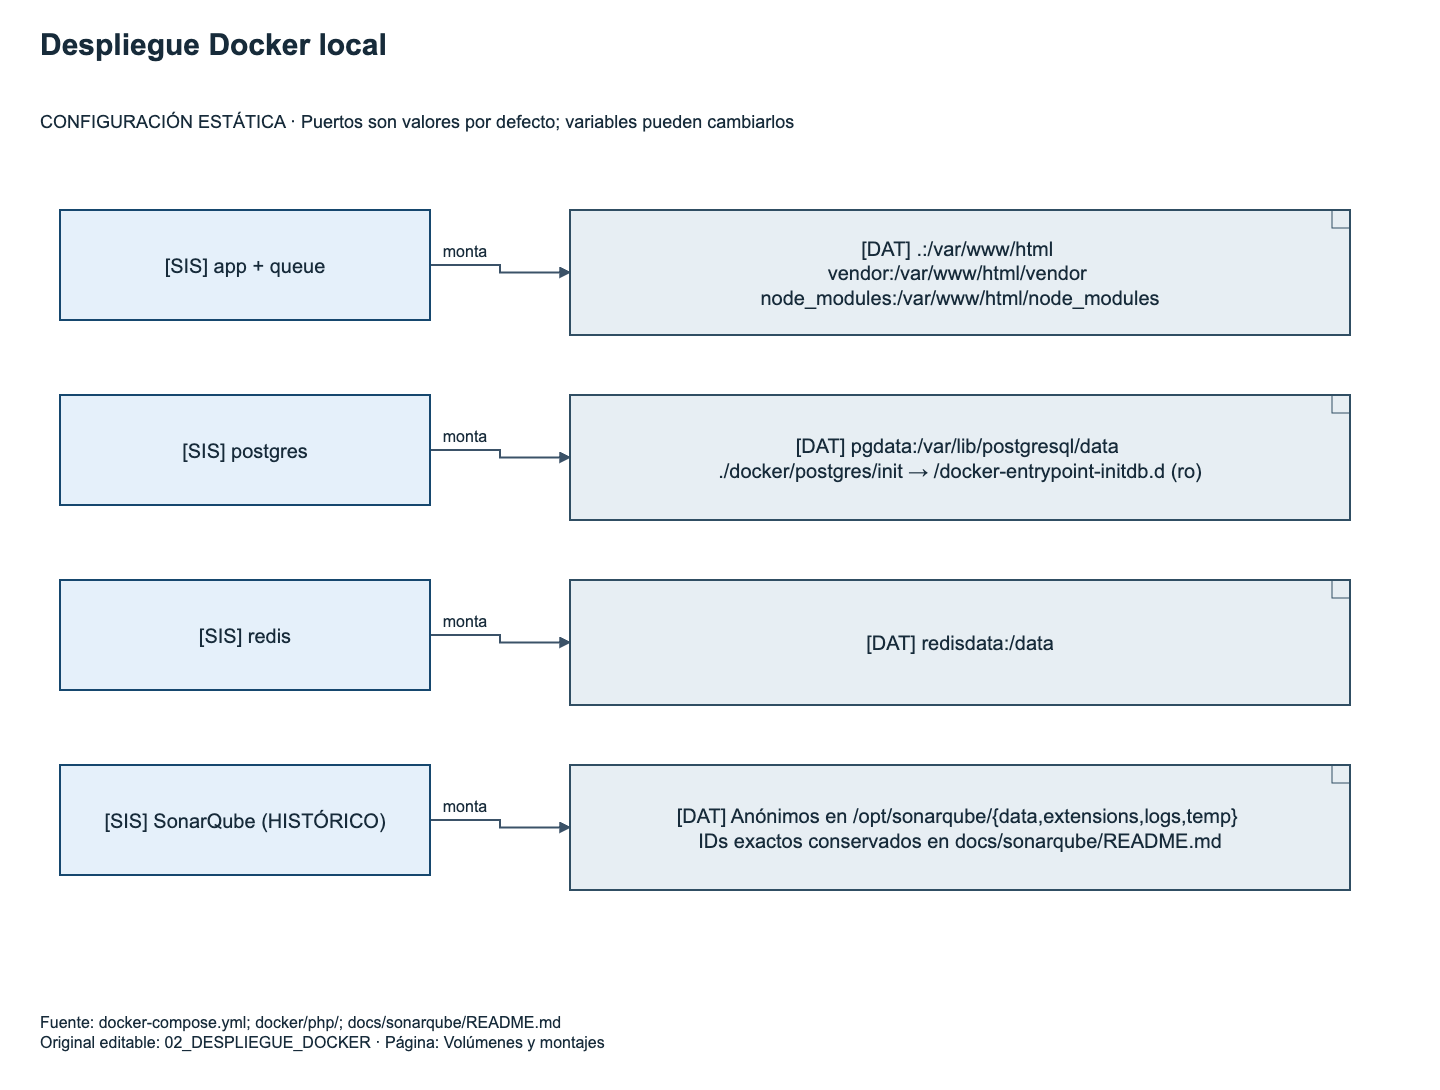 Despliegue Docker local
CONFIGURACIÓN ESTÁTICA · Puertos son valores por defecto; variables pueden cambiarlos
[SIS] app + queue
monta
[DAT] .:/var/www/html
vendor:/var/www/html/vendor
node_modules:/var/www/html/node_modules
[SIS] postgres
monta
[DAT] pgdata:/var/lib/postgresql/data
./docker/postgres/init → /docker-entrypoint-initdb.d (ro)
[SIS] redis
monta
[DAT] redisdata:/data
[SIS] SonarQube (HISTÓRICO)
monta
[DAT] Anónimos en /opt/sonarqube/{data,extensions,logs,temp}
IDs exactos conservados en docs/sonarqube/README.md
Fuente: docker-compose.yml; docker/php/; docs/sonarqube/README.md
Original editable: 02_DESPLIEGUE_DOCKER · Página: Volúmenes y montajes